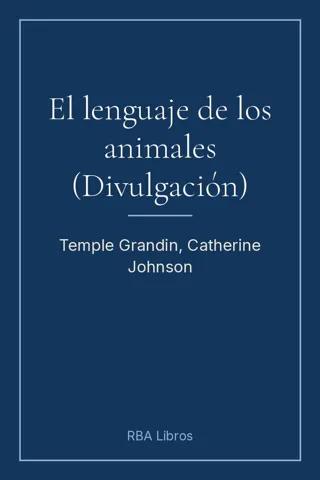 El lenguaje de los
animales
(Divulgación)
Temple Grandin, Catherine
Johnson
RBA Libros